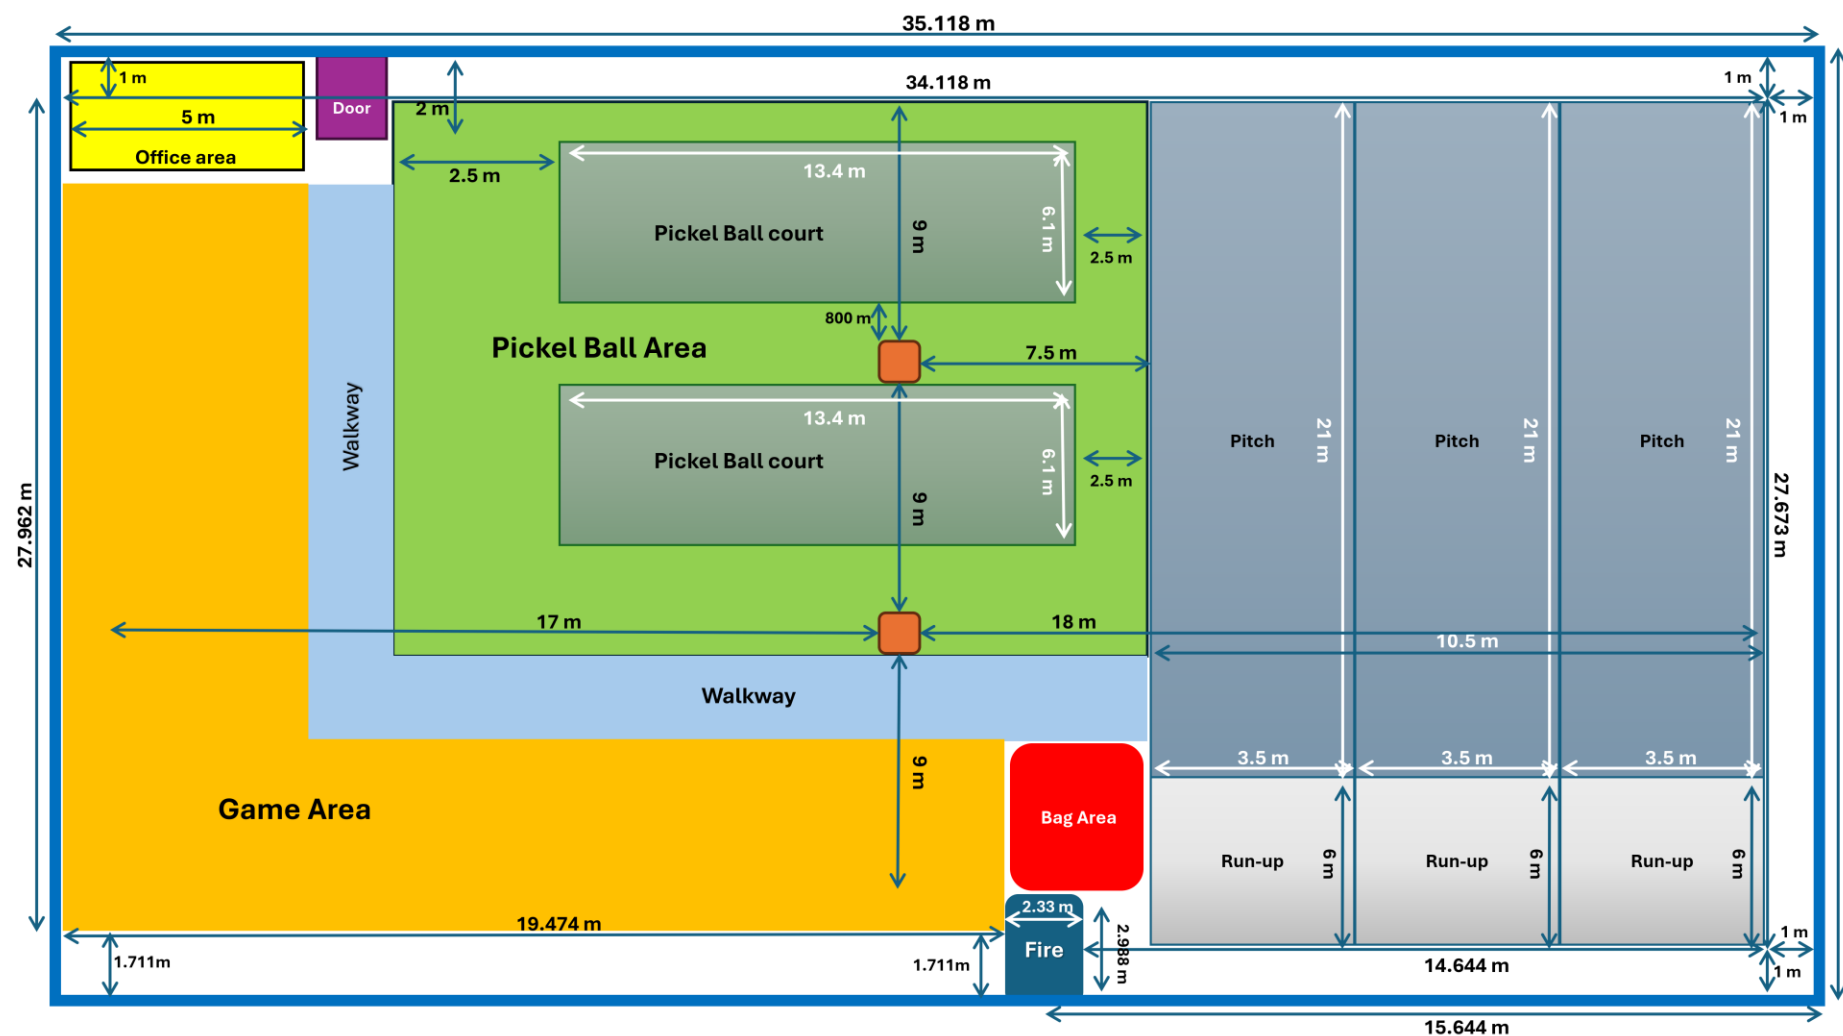 35.118 m
1 m
34.118 m
1 m
5 m
Door
2 m
1 m
Office area
2.5 m
13.4 m
6.1 m
Pickel Ball court
9 m
2.5 m
800 m
Pickel Ball Area
7.5 m
Walkway
13.4 m
6.1 m
Pickel Ball court
9 m
2.5 m
Pitch
21 m
Pitch
21 m
Pitch
21 m
27.962 m
27.673 m
17 m
18 m
10.5 m
Walkway
9 m
3.5 m
3.5 m
3.5 m
Game Area
Bag Area
Run-up
6 m
Run-up
6 m
Run-up
6 m
19.474 m
2.33 m
Fire
2.988 m
1.711m
1.711m
14.644 m
1 m
1 m
15.644 m